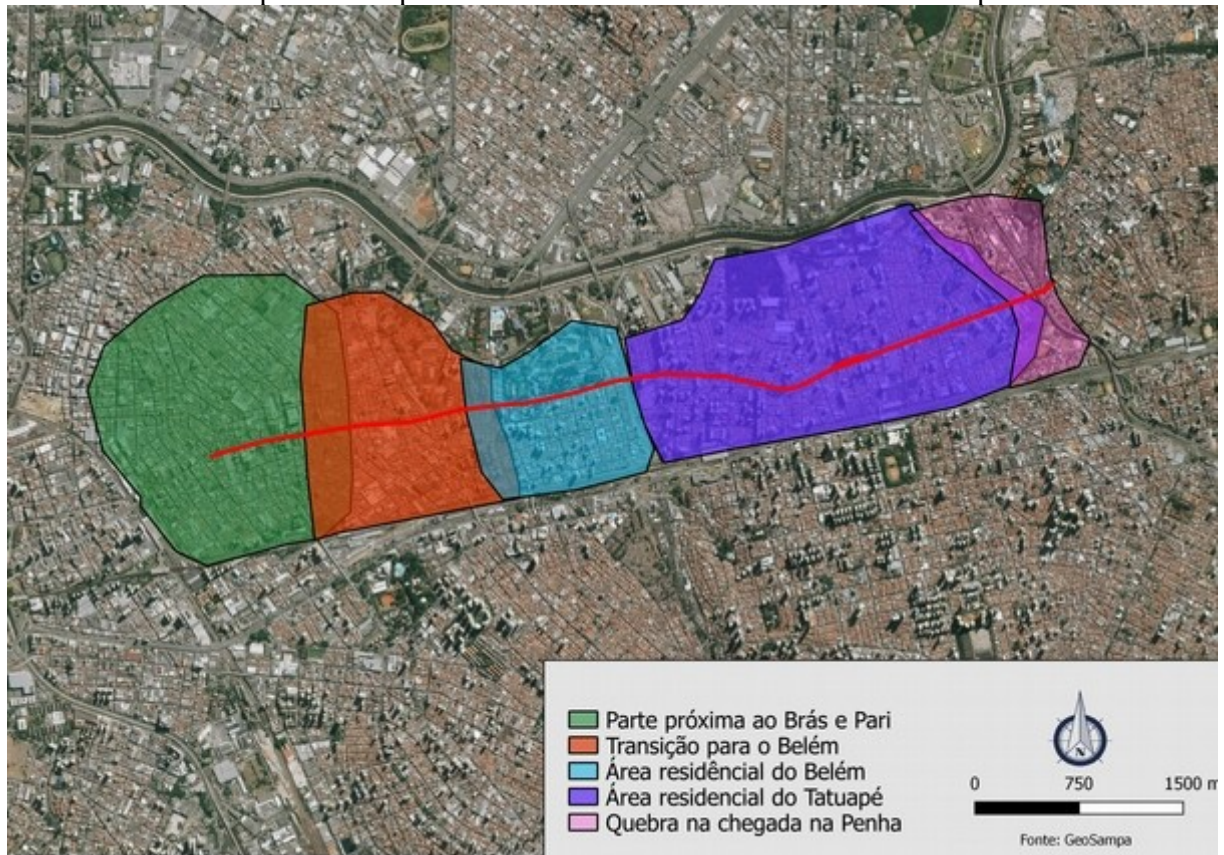 Parte próxima ao Brás e Pari
Transição para o Belém
Área residêncial do Belém
Área residencial do Tatuapé
Quebra na chegada na Penha
N
0 750 1500 m
Fonte: GeoSampa